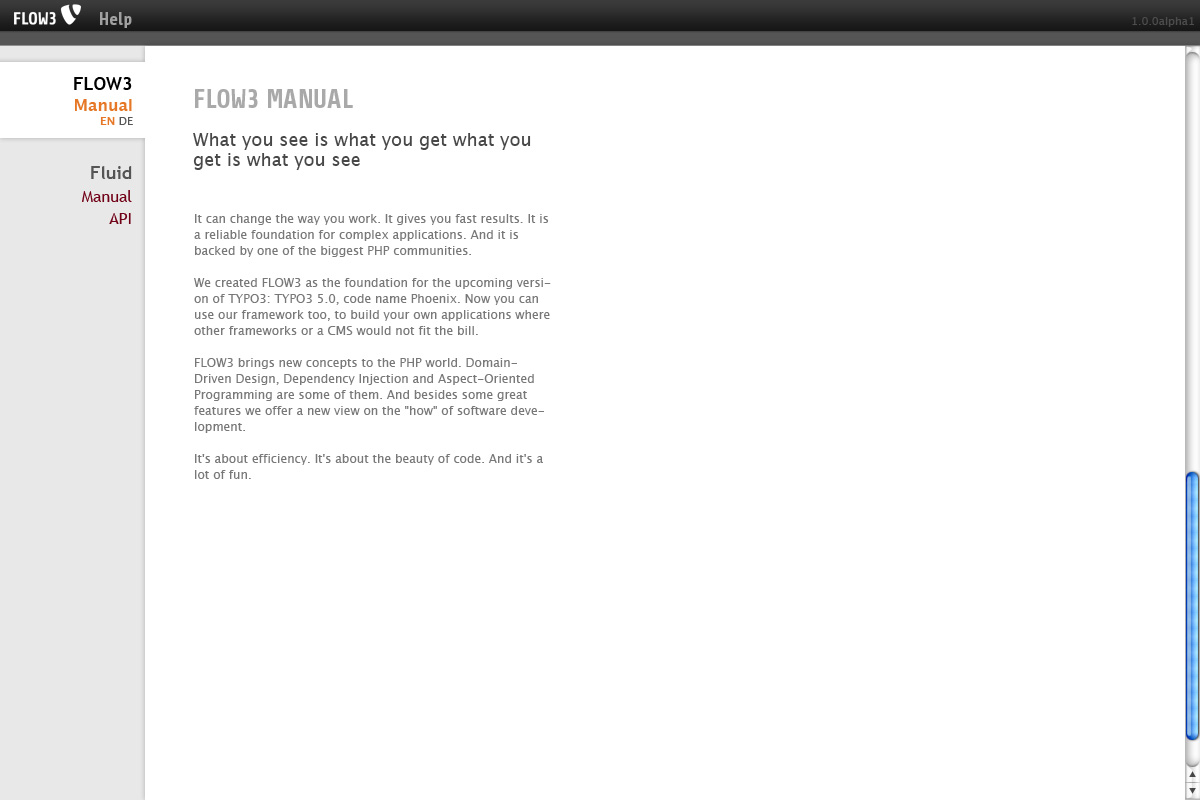 FLOW3 Help
1.0.0alpha1
FLOW3
Manual
EN DE
Fluid
Manual
API
FLOW3 MANUAL
What you see is what you get what you
get is what you see
It can change the way you work. It gives you fast results. It is
a reliable foundation for complex applications. And it is
backed by one of the biggest PHP communities.
We created FLOW3 as the foundation for the upcoming versi-
on of TYPO3: TYPO3 5.0, code name Phoenix. Now you can
use our framework too, to build your own applications where
other frameworks or a CMS would not fit the bill.
FLOW3 brings new concepts to the PHP world. Domain-
Driven Design, Dependency Injection and Aspect-Oriented
Programming are some of them. And besides some great
features we offer a new view on the "how" of software deve-
lopment.
It's about efficiency. It's about the beauty of code. And it's a
lot of fun.